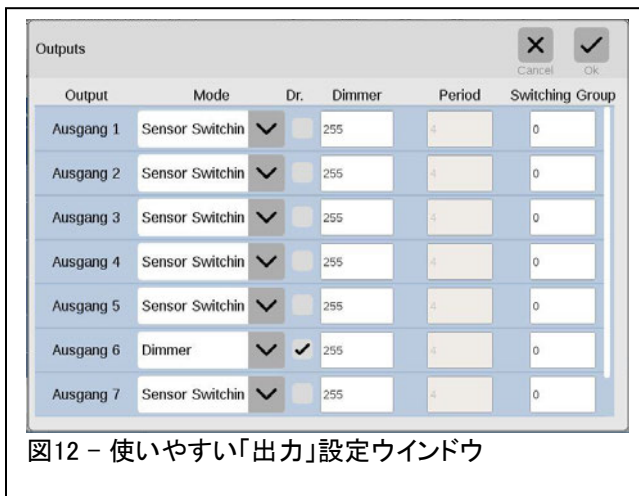 Outputs
Cancel Ok
Output Mode Dr. Dimmer Period Switching Group
Ausgang 1 Sensor Switchin 255 4 0
Ausgang 2 Sensor Switchin 255 4 0
Ausgang 3 Sensor Switchin 255 4 0
Ausgang 4 Sensor Switchin 255 4 0
Ausgang 5 Sensor Switchin 255 4 0
Ausgang 6 Dimmer 255 4 0
Ausgang 7 Sensor Switchin 255 4 0
図12 – 使いやすい「出力」設定ウインドウ